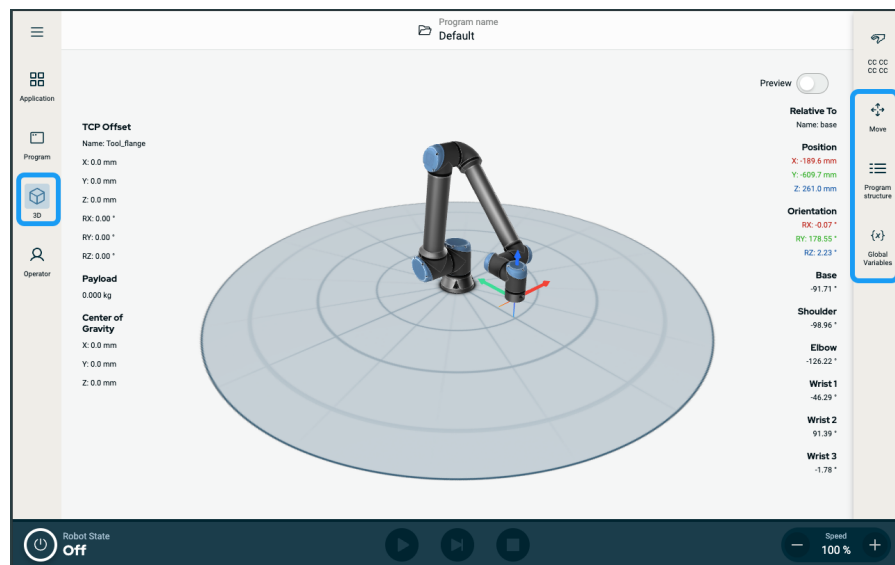 Program name
Default
Application
Program
3D
Operator
TCP Offset
Name: Tool_flange
X: 0.0 mm
Y: 0.0 mm
Z: 0.0 mm
RX: 0.00 °
RY: 0.00 °
RZ: 0.00 °
Payload
0.000 kg
Center of
Gravity
X: 0.0 mm
Y: 0.0 mm
Z: 0.0 mm
Preview
Relative To
Name: base
Position
X: -189.6 mm
Y: -609.7 mm
Z: 261.0 mm
Orientation
RX: -0.07 °
RY: 178.55 °
RZ: 2.23 °
Base
-91.71 °
Shoulder
-98.96 °
Elbow
-126.22 °
Wrist 1
-46.29 °
Wrist 2
91.39 °
Wrist 3
-1.78 °
CC CC
CC CC
Move
Program
structure
{x}
Global
Variables
Robot State
Off
Speed
100 %